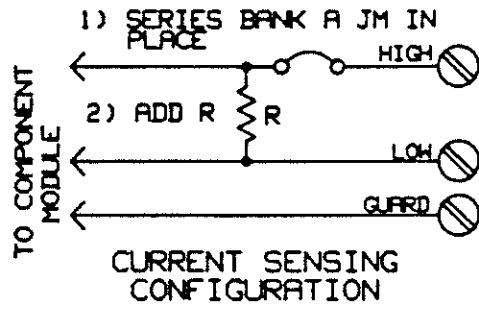 1) SERIES BANK A JM IN
PLACE
HIGH
2) ADD R
R
LOW
TO COMPONENT
MODULE
GUARD
CURRENT SENSING
CONFIGURATION